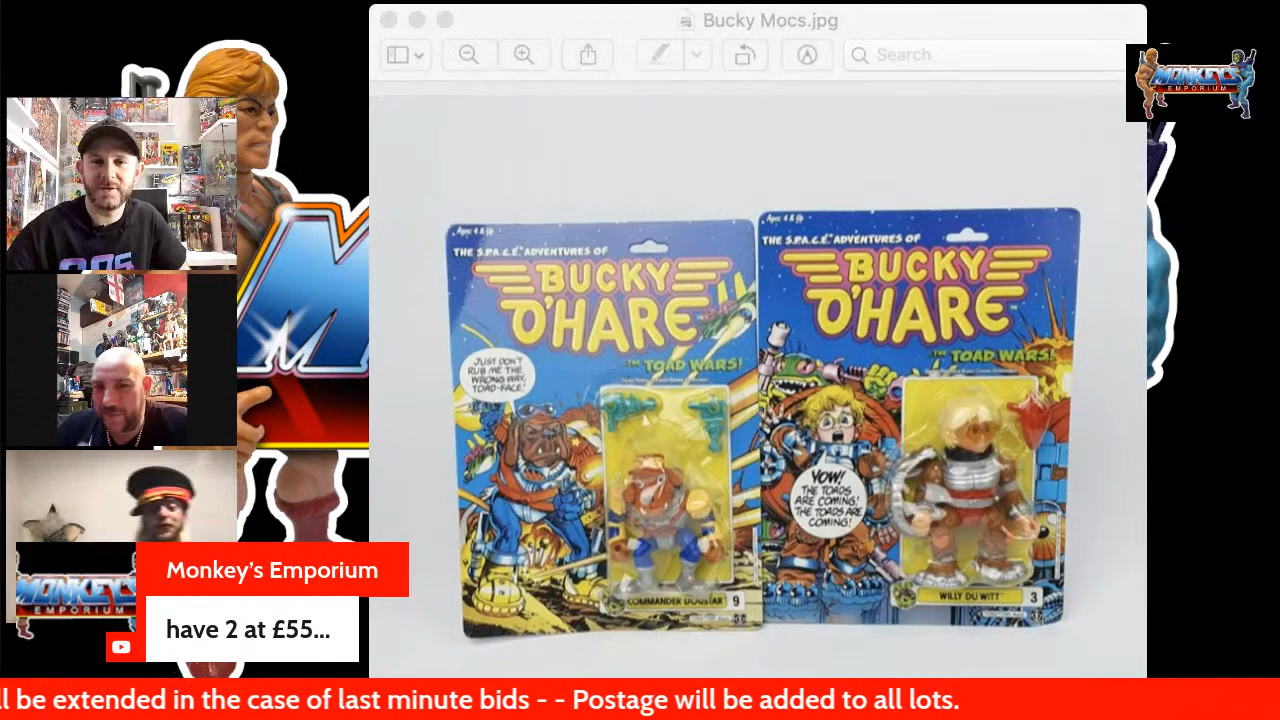 Bucky Mocs.jpg
Search
MONKEY'S
EMPORIUM
Ages 4 & Up
THE S.P.A.C.E. ADVENTURES OF
BUCKY
O'HARE
...THE TOAD WARS!
JUST DON'T
RUB ME THE
WRONG WAY,
TOAD-FACE!
COMMANDER DOGSTAR 9
Ages 4 & Up
THE S.P.A.C.E. ADVENTURES OF
BUCKY
O'HARE
...THE TOAD WARS!
YOW!
THE TOADS
ARE COMING!
THE TOADS ARE
COMING!
WILLY DU WITT 3
MONKEY'S
EMPORIUM
Monkey's Emporium
have 2 at £55...
ll be extended in the case of last minute bids - - Postage will be added to all lots.